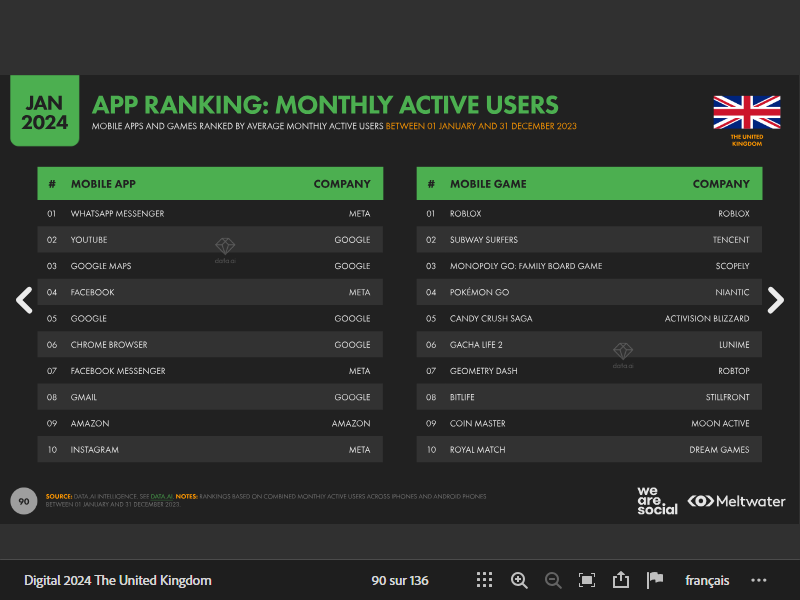 JAN
2024
APP RANKING: MONTHLY ACTIVE USERS
MOBILE APPS AND GAMES RANKED BY AVERAGE MONTHLY ACTIVE USERS BETWEEN 01 JANUARY AND 31 DECEMBER 2023
THE UNITED
KINGDOM
# MOBILE APP COMPANY
01 WHATSAPP MESSENGER META
02 YOUTUBE GOOGLE
03 GOOGLE MAPS GOOGLE
04 FACEBOOK META
05 GOOGLE GOOGLE
06 CHROME BROWSER GOOGLE
07 FACEBOOK MESSENGER META
08 GMAIL GOOGLE
09 AMAZON AMAZON
10 INSTAGRAM META
data.ai
# MOBILE GAME COMPANY
01 ROBLOX ROBLOX
02 SUBWAY SURFERS TENCENT
03 MONOPOLY GO: FAMILY BOARD GAME SCOPELY
04 POKÉMON GO NIANTIC
05 CANDY CRUSH SAGA ACTIVISION BLIZZARD
06 GACHA LIFE 2 LUNIME
07 GEOMETRY DASH ROBTOP
08 BITLIFE STILLFRONT
09 COIN MASTER MOON ACTIVE
10 ROYAL MATCH DREAM GAMES
data.ai
90
SOURCE: DATA.AI INTELLIGENCE. SEE DATA.AI. NOTES: RANKINGS BASED ON COMBINED MONTHLY ACTIVE USERS ACROSS IPHONES AND ANDROID PHONES
BETWEEN 01 JANUARY AND 31 DECEMBER 2023.
we
are.
social
Meltwater
Digital 2024 The United Kingdom
90 sur 136
français